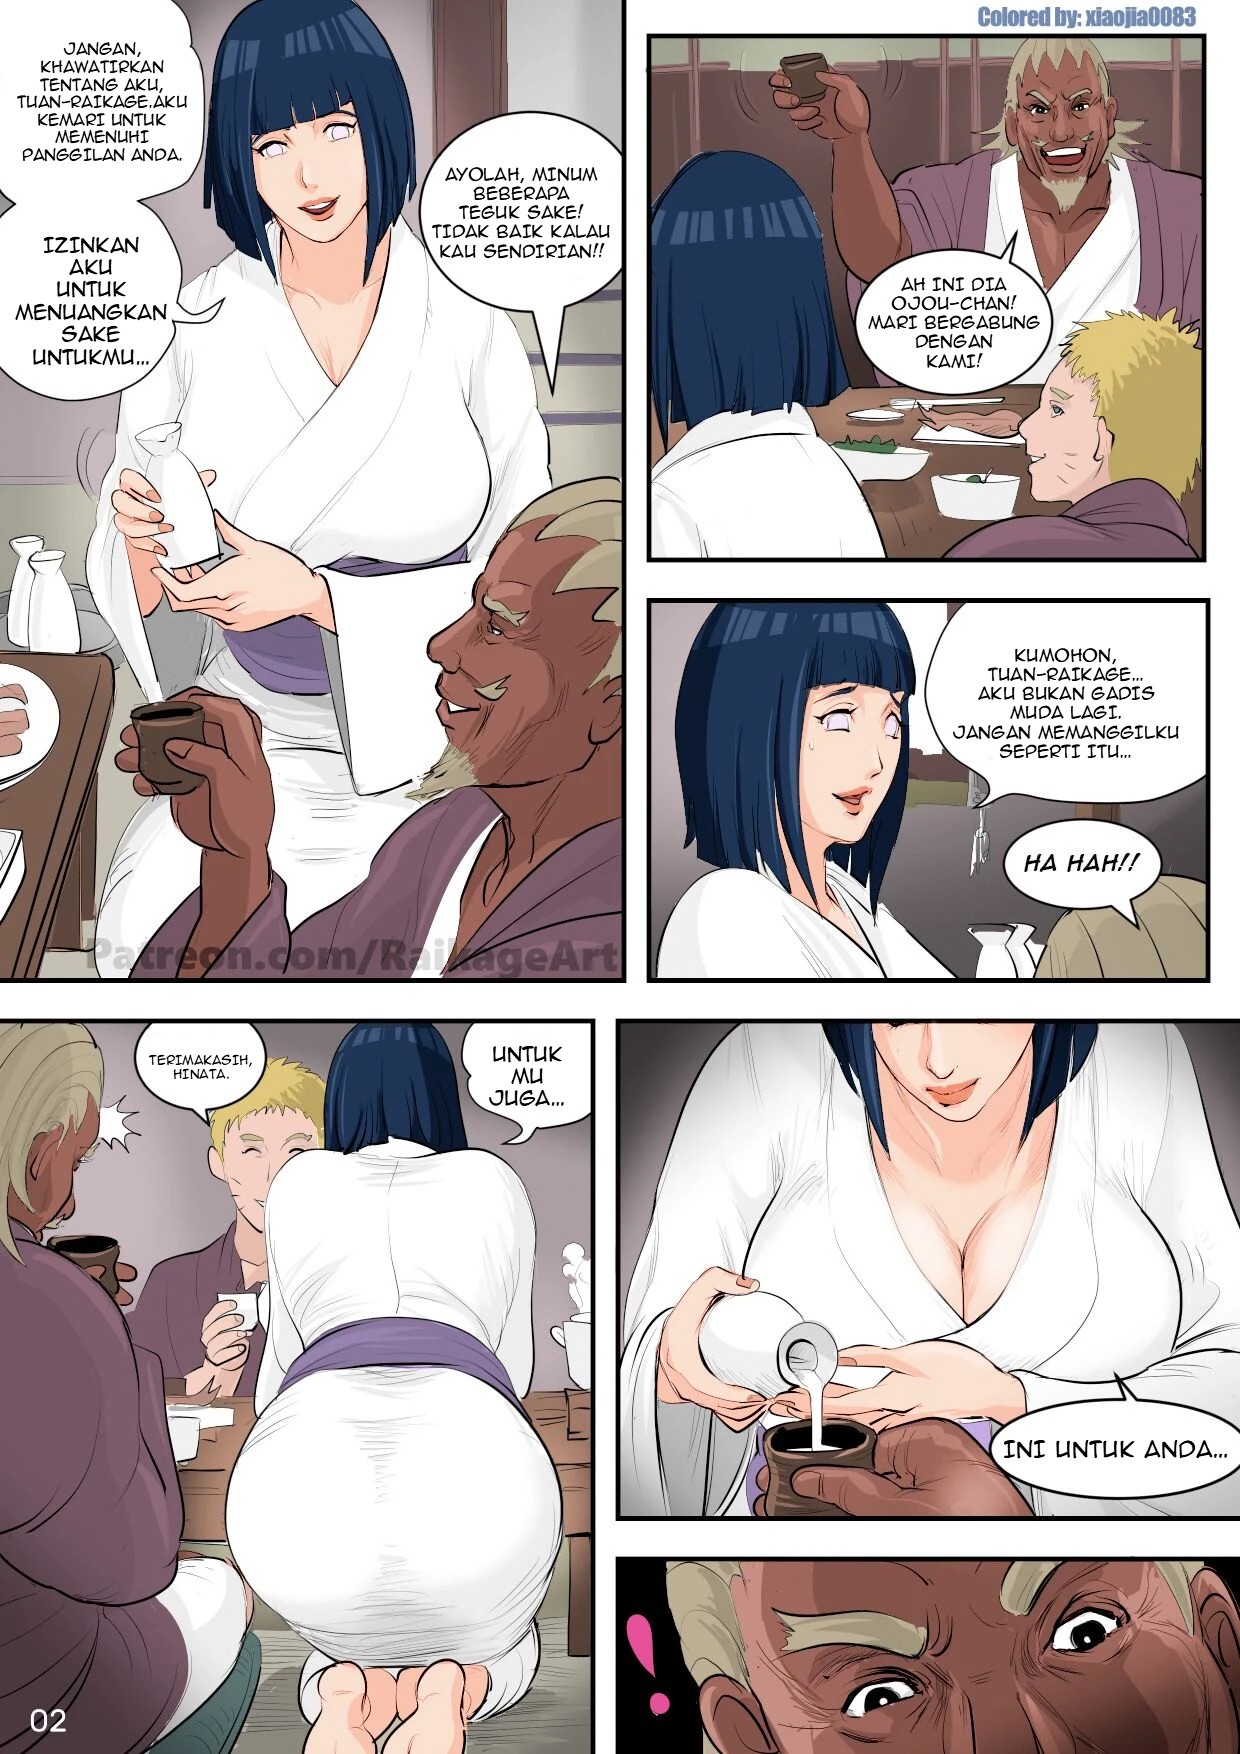 Colored by: xiaojia0083
AH INI DIA
OJOU-CHAN!
MARI BERGABUNG
DENGAN
KAMI!
JANGAN,
KHAWATIRKAN
TENTANG AKU,
TUAN-RAIKAGE.AKU
KEMARI UNTUK
MEMENUHI
PANGGILAN ANDA.
IZINKAN
AKU
UNTUK
MENUANGKAN
SAKE
UNTUKMU...
AYOLAH, MINUM
BEBERAPA
TEGUK SAKE!
TIDAK BAIK KALAU
KAU SENDIRIAN!!
KUMOHON,
TUAN-RAIKAGE...
AKU BUKAN GADIS
MUDA LAGI.
JANGAN MEMANGGILKU
SEPERTI ITU...
HA HAH!!
Patreon.com/RaikageArt
TERIMAKASIH,
HINATA.
UNTUK
MU
JUGA...
INI UNTUK ANDA...
!
02